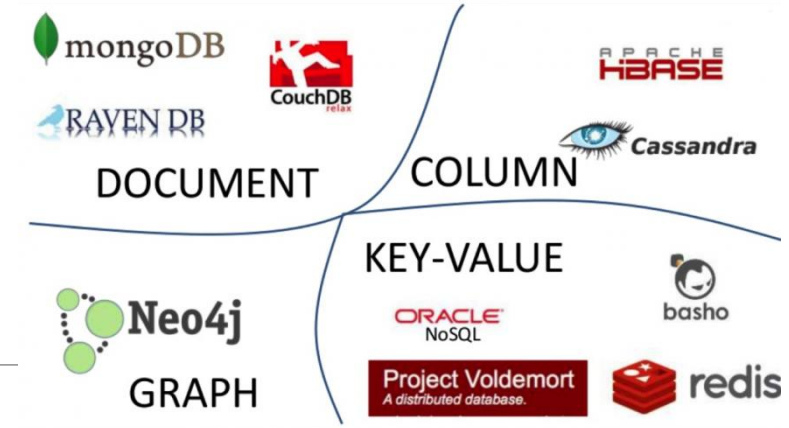 mongoDB
CouchDB
relax
RAVEN DB
DOCUMENT
APACHE
HBASE
Cassandra
COLUMN
Neo4j
GRAPH
KEY-VALUE
ORACLE
NoSQL
basho
Project Voldemort
A distributed database.
redis